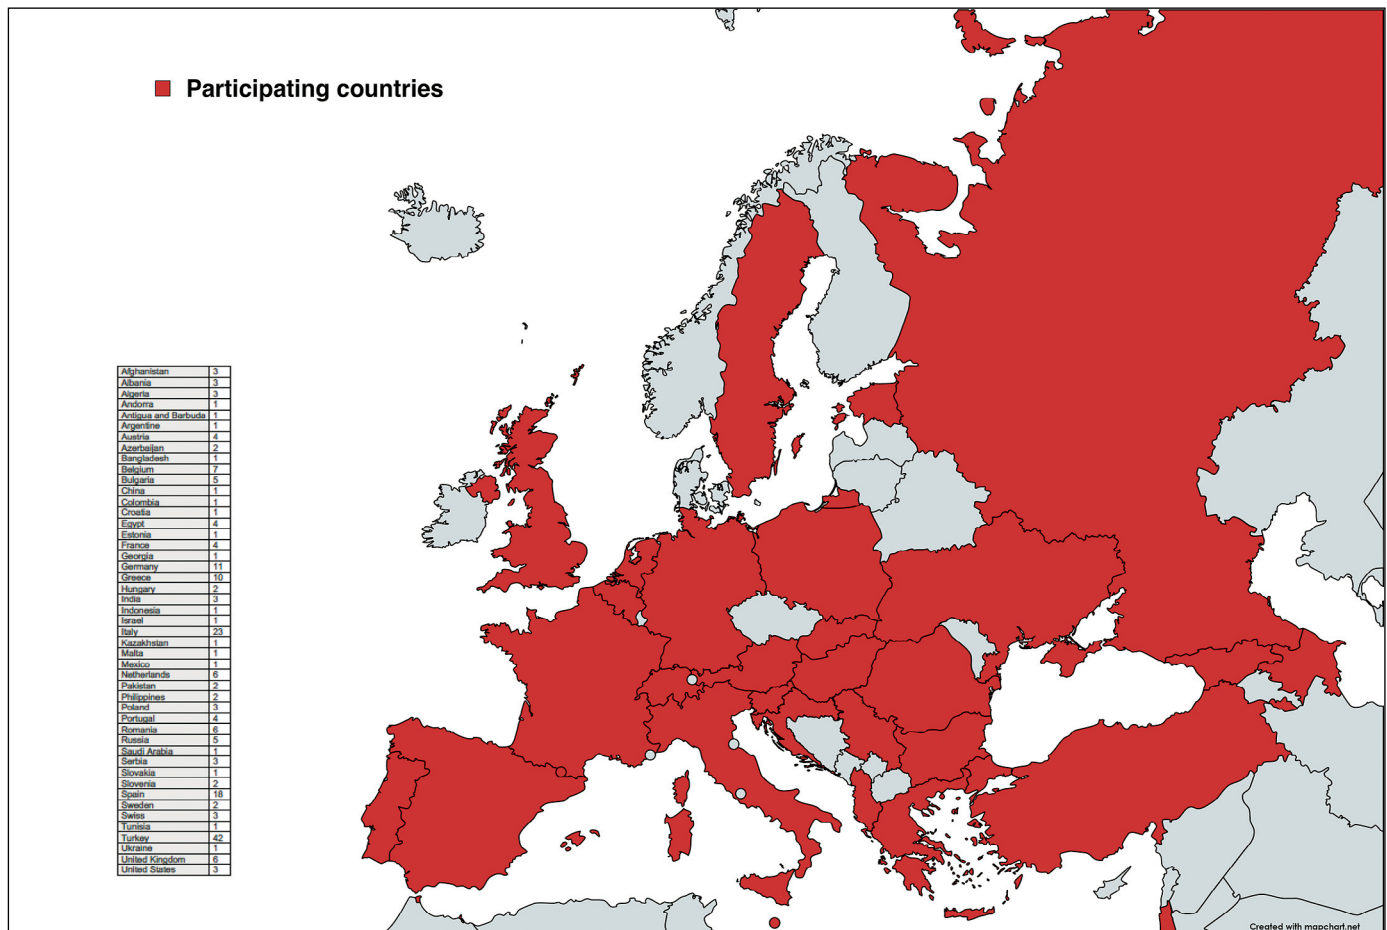 Participating countries
Afghanistan 3
Albania 3
Algeria 3
Andorra 1
Antigua and Barbuda 1
Argentine 1
Austria 4
Azerbaijan 2
Bangladesh 1
Belgium 7
Bulgaria 5
China 1
Colombia 1
Croatia 1
Egypt 4
Estonia 1
France 4
Georgia 1
Germany 11
Greece 10
Hungary 2
India 3
Indonesia 1
Israel 1
Italy 23
Kazakhstan 1
Malta 1
Mexico 1
Netherlands 6
Pakistan 2
Philippines 2
Poland 3
Portugal 4
Romania 6
Russia 5
Saudi Arabia 1
Serbia 3
Slovakia 1
Slovenia 2
Spain 18
Sweden 2
Swiss 3
Tunisia 1
Turkey 42
Ukraine 1
United Kingdom 6
United States 3
Created with mapchart.net